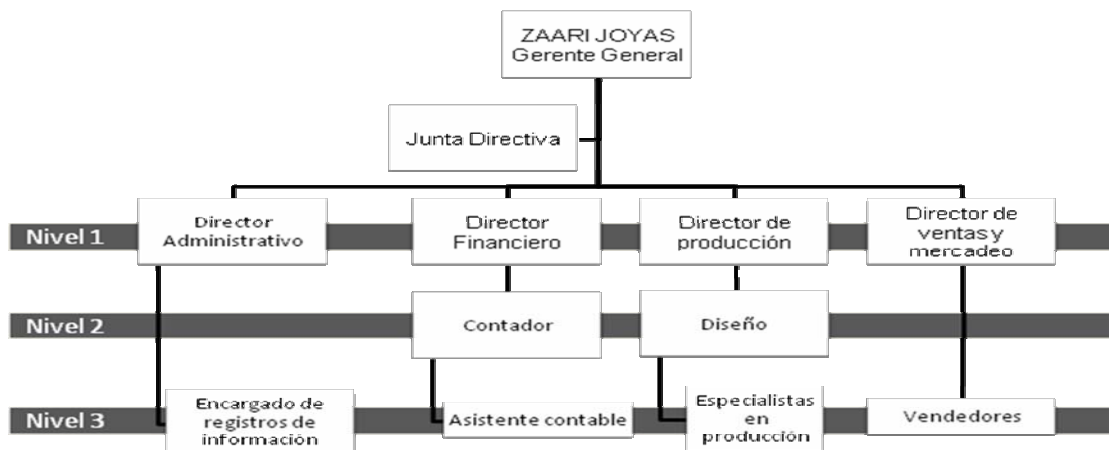 ZAARI JOYAS
Gerente General
Junta Directiva
Nivel 1
Director
Administrativo
Director
Financiero
Director de
producción
Director de
ventas y
mercadeo
Nivel 2
Contador
Diseño
Nivel 3
Encargado de
registros de
información
Asistente contable
Especialistas
en
producción
Vendedores